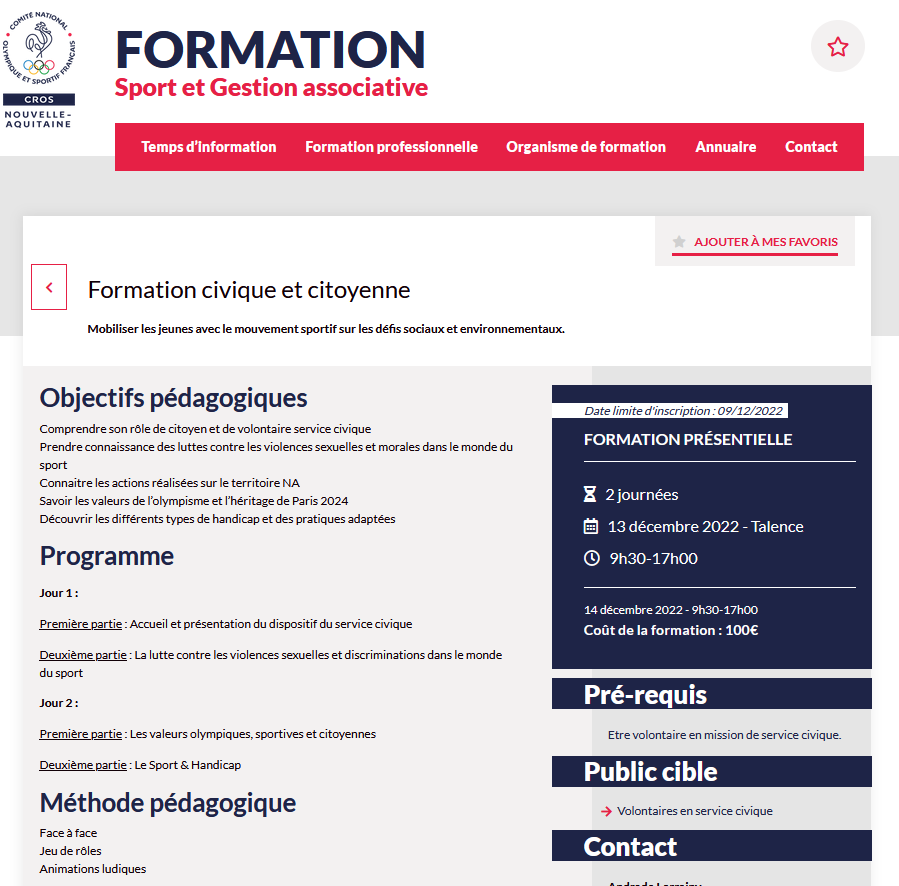 COMITÉ NATIONAL
OLYMPIQUE ET SPORTIF FRANÇAIS
CROS
NOUVELLE-
AQUITAINE
FORMATION
Sport et Gestion associative
Temps d'information
Formation professionnelle
Organisme de formation
Annuaire
Contact
AJOUTER À MES FAVORIS
Formation civique et citoyenne
Mobiliser les jeunes avec le mouvement sportif sur les défis sociaux et environnementaux.
Objectifs pédagogiques
Comprendre son rôle de citoyen et de volontaire service civique
Prendre connaissance des luttes contre les violences sexuelles et morales dans le monde du
sport
Connaitre les actions réalisées sur le territoire NA
Savoir les valeurs de l'olympisme et l'héritage de Paris 2024
Découvrir les différents types de handicap et des pratiques adaptées
Programme
Jour 1 :
Première partie : Accueil et présentation du dispositif du service civique
Deuxième partie : La lutte contre les violences sexuelles et discriminations dans le monde
du sport
Jour 2 :
Première partie : Les valeurs olympiques, sportives et citoyennes
Deuxième partie : Le Sport & Handicap
Méthode pédagogique
Face à face
Jeu de rôles
Animations ludiques
Date limite d'inscription : 09/12/2022
FORMATION PRÉSENTIELLE
2 journées
13 décembre 2022 - Talence
9h30-17h00
14 décembre 2022 - 9h30-17h00
Coût de la formation : 100€
Pré-requis
Etre volontaire en mission de service civique.
Public cible
Volontaires en service civique
Contact